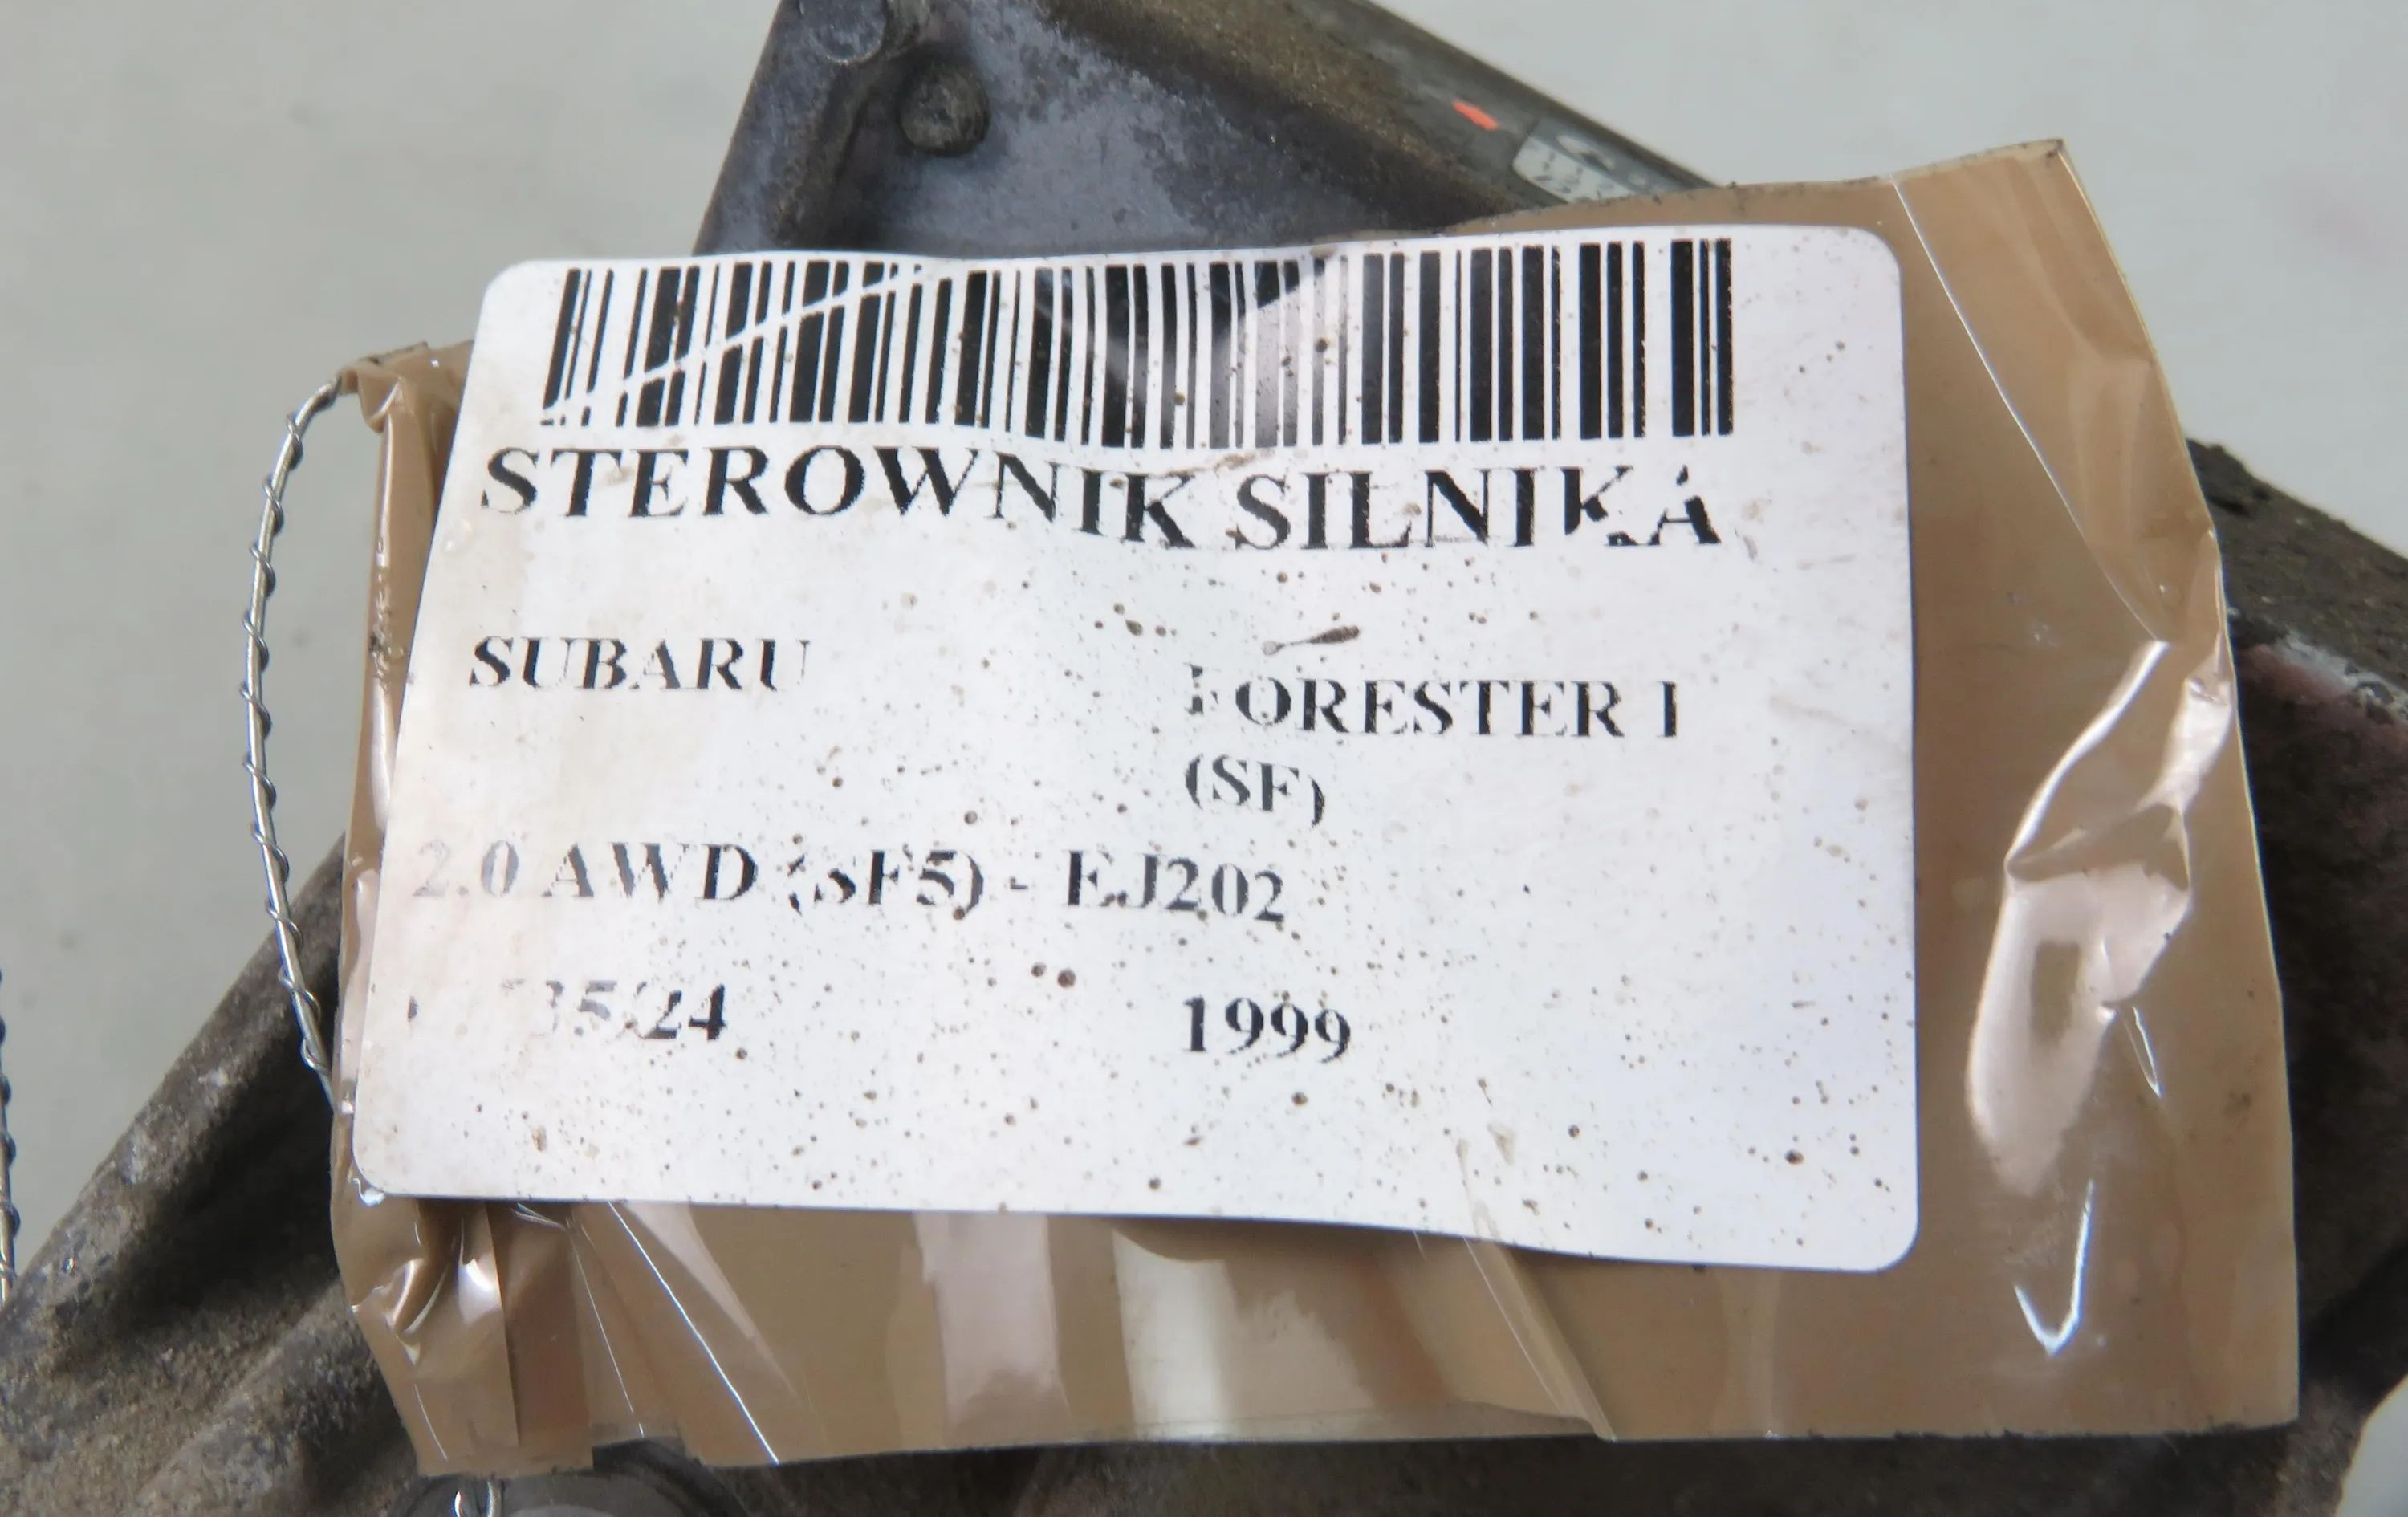 STEROWNIK SILNIKA
SUBARU FORESTER I
(SF)
2.0 AWD (SF5) - EJ202
1999